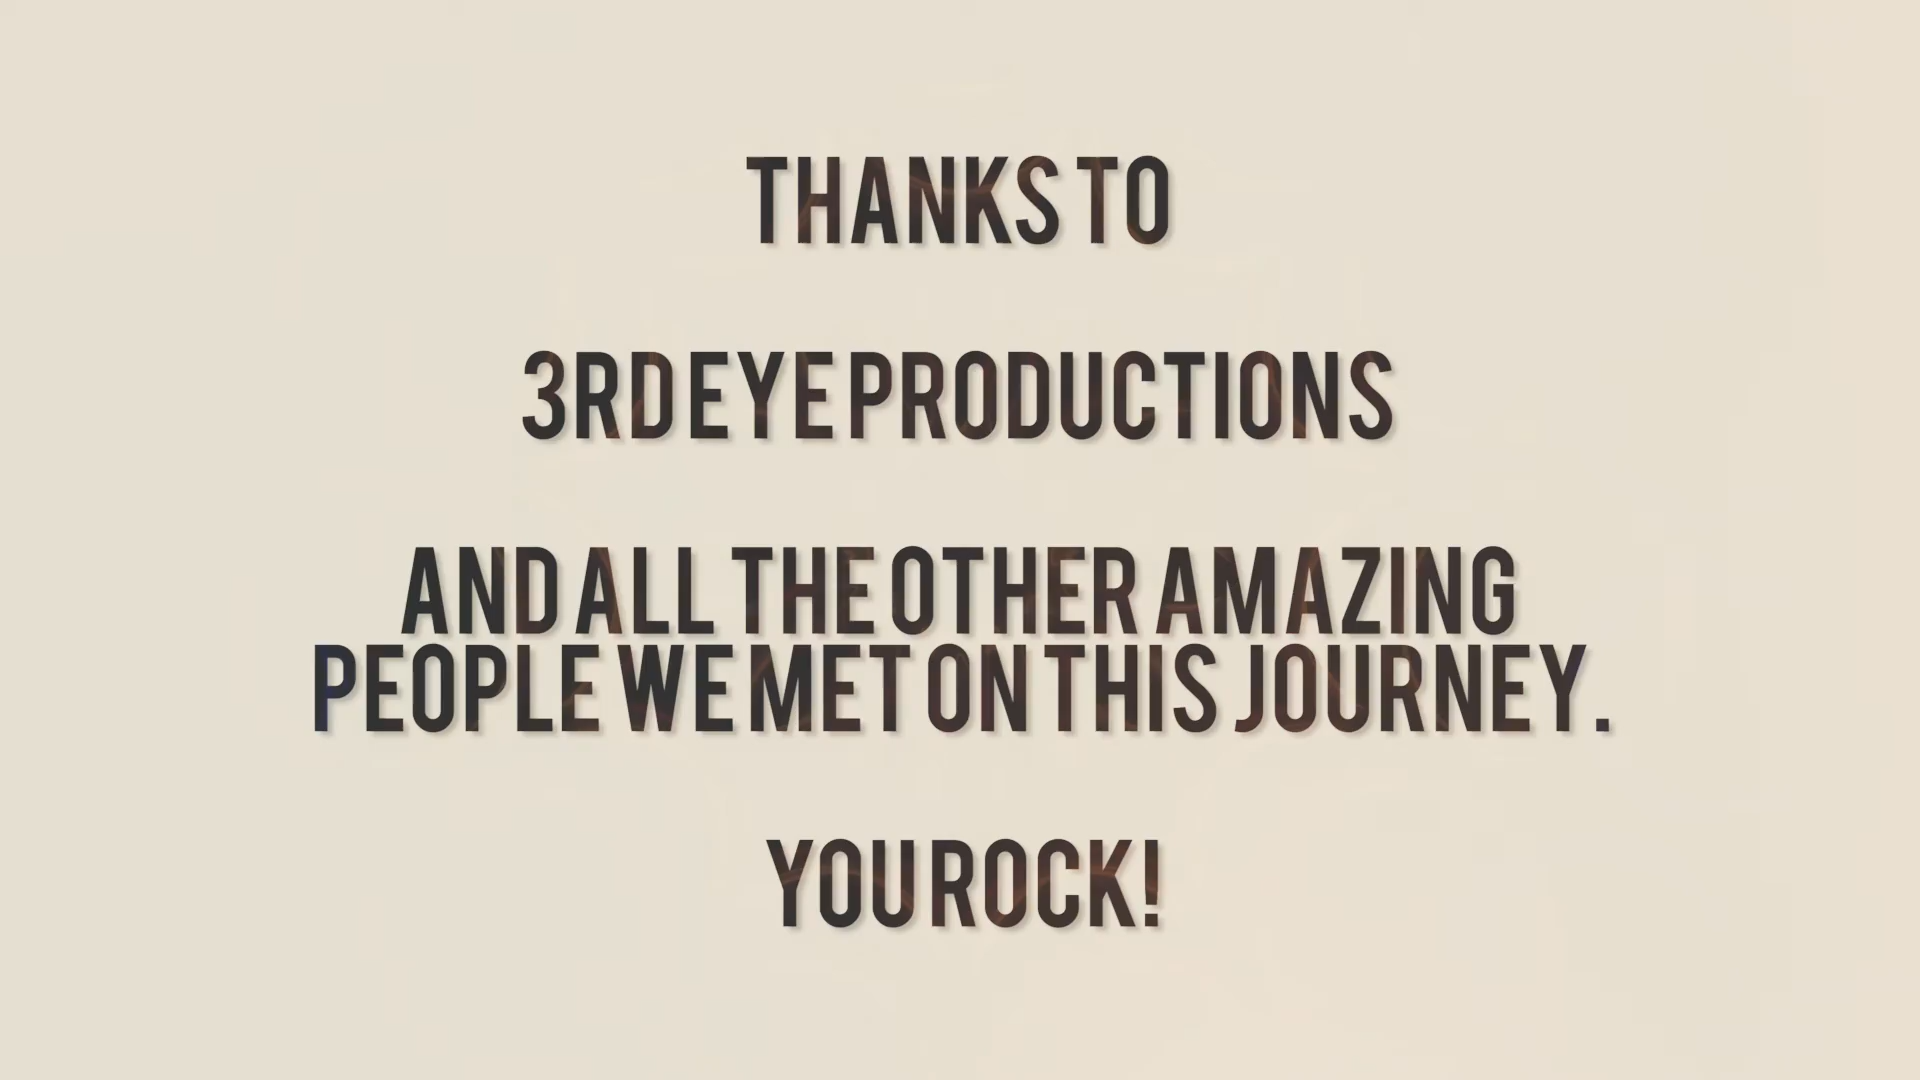 THANKS TO
3RD EYE PRODUCTIONS
AND ALL THE OTHER AMAZING
PEOPLE WE MET ON THIS JOURNEY.
YOU ROCK!